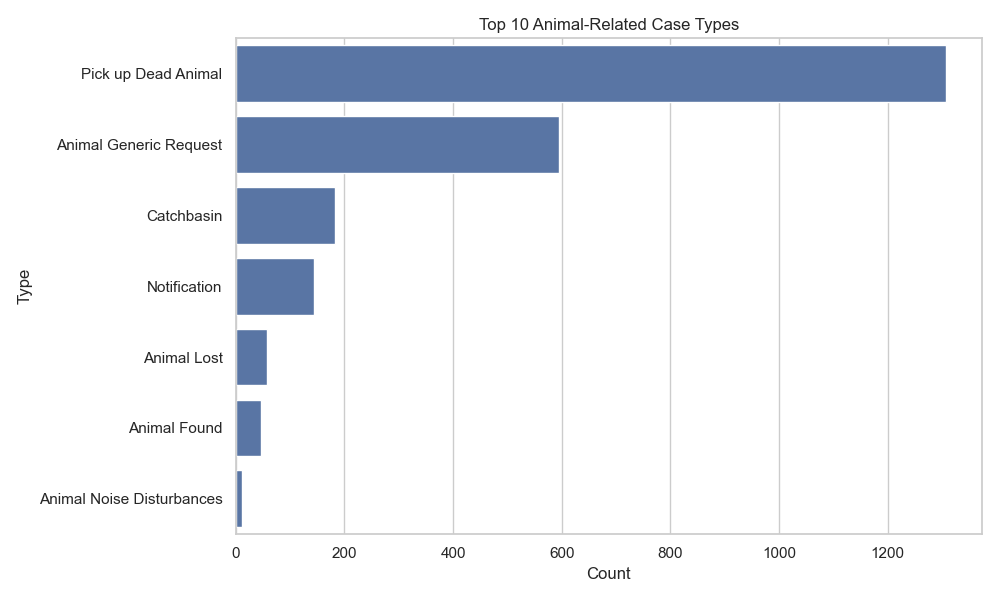 Top 10 Animal-Related Case Types
Type
Pick up Dead Animal
Animal Generic Request
Catchbasin
Notification
Animal Lost
Animal Found
Animal Noise Disturbances
0 200 400 600 800 1000 1200
Count